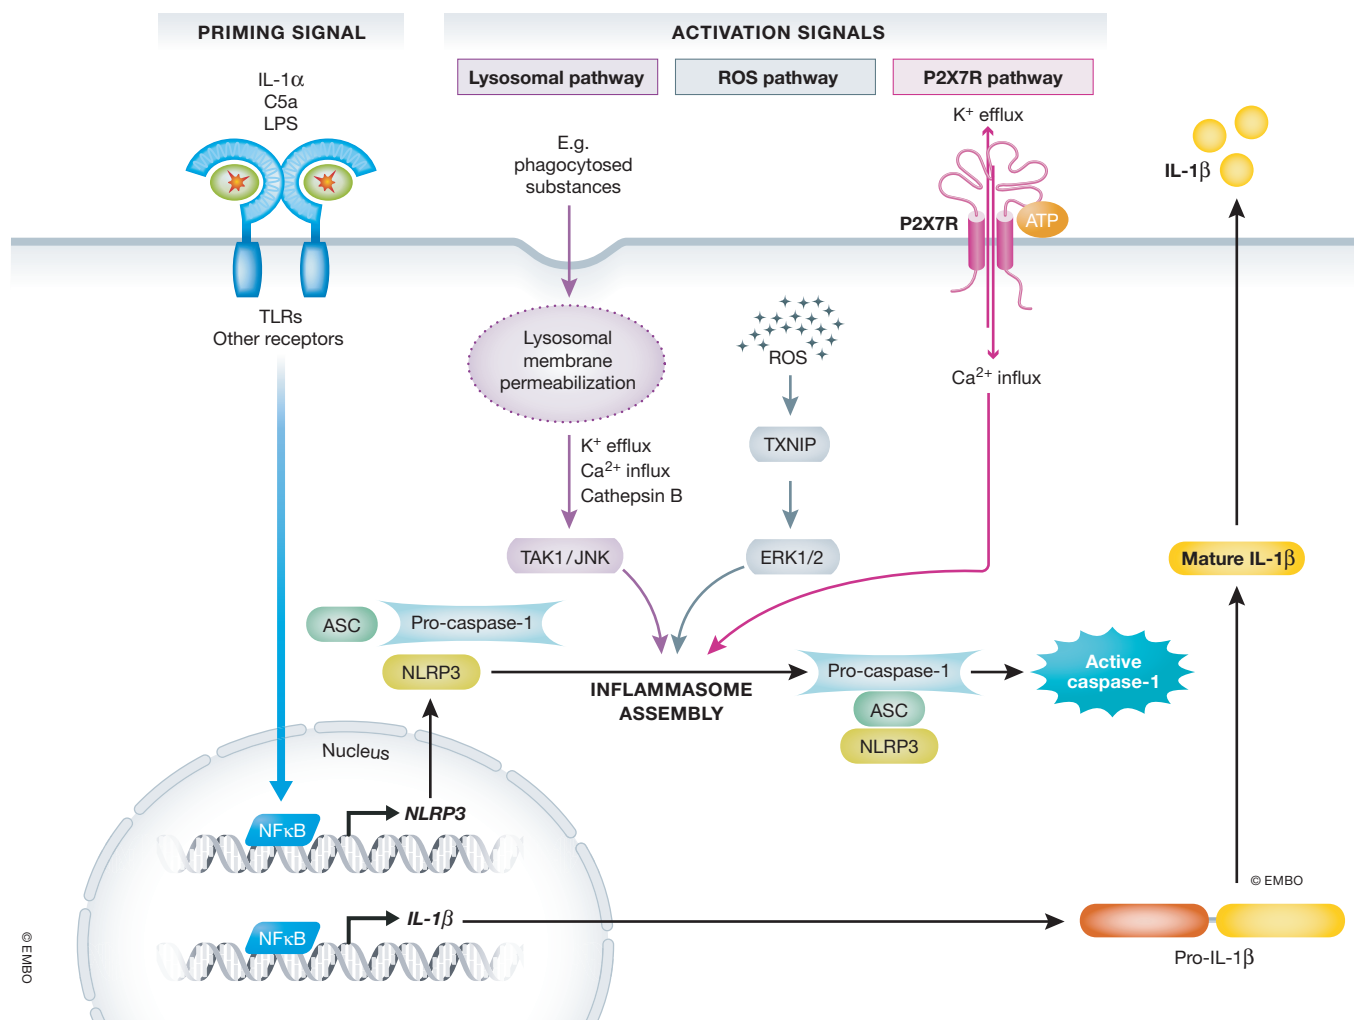 PRIMING SIGNAL
ACTIVATION SIGNALS
Lysosomal pathway
ROS pathway
P2X7R pathway
IL-1α
C5a
LPS
TLRs
Other receptors
E.g.
phagocytosed
substances
Lysosomal
membrane
permeabilization
K⁺ efflux
Ca²⁺ influx
Cathepsin B
TAK1/JNK
ROS
TXNIP
ERK1/2
K⁺ efflux
P2X7R
ATP
Ca²⁺ influx
IL-1β
Mature IL-1β
ASC
Pro-caspase-1
NLRP3
INFLAMMASOME
ASSEMBLY
Pro-caspase-1
ASC
NLRP3
Active
caspase-1
Nucleus
NFκB
NLRP3
NFκB
IL-1β
Pro-IL-1β
© EMBO
© EMBO